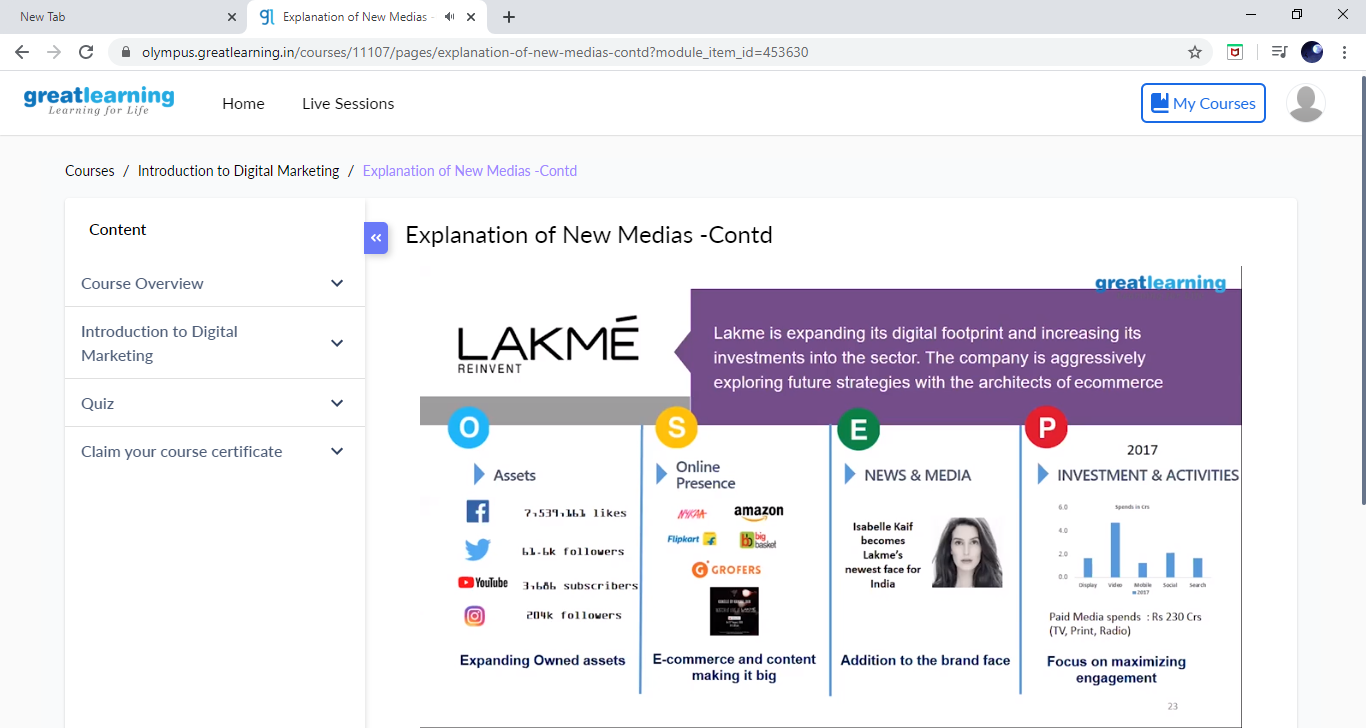 New Tab
Explanation of New Medias -
olympus.greatlearning.in/courses/11107/pages/explanation-of-new-medias-contd?module_item_id=453630
greatlearning
Learning for Life
Home
Live Sessions
My Courses
Courses / Introduction to Digital Marketing / Explanation of New Medias -Contd
Content
Course Overview
Introduction to Digital
Marketing
Quiz
Claim your course certificate
«
Explanation of New Medias -Contd
greatlearning
LAKMÉ
REINVENT
Lakme is expanding its digital footprint and increasing its
investments into the sector. The company is aggressively
exploring future strategies with the architects of ecommerce
O
Assets
7,539,161 likes
61.6k followers
YouTube
3,686 subscribers
204k followers
Expanding Owned assets
S
Online
Presence
NYKAA
amazon
Flipkart
big
basket
GROFERS
E-commerce and content
making it big
E
NEWS & MEDIA
Isabelle Kaif
becomes
Lakme's
newest face for
India
Addition to the brand face
P
2017
INVESTMENT & ACTIVITIES
Spends in Crs
6.0
4.0
2.0
0.0
Display Video Mobile Social Search
2017
Paid Media spends : Rs 230 Crs
(TV, Print, Radio)
Focus on maximizing
engagement
23